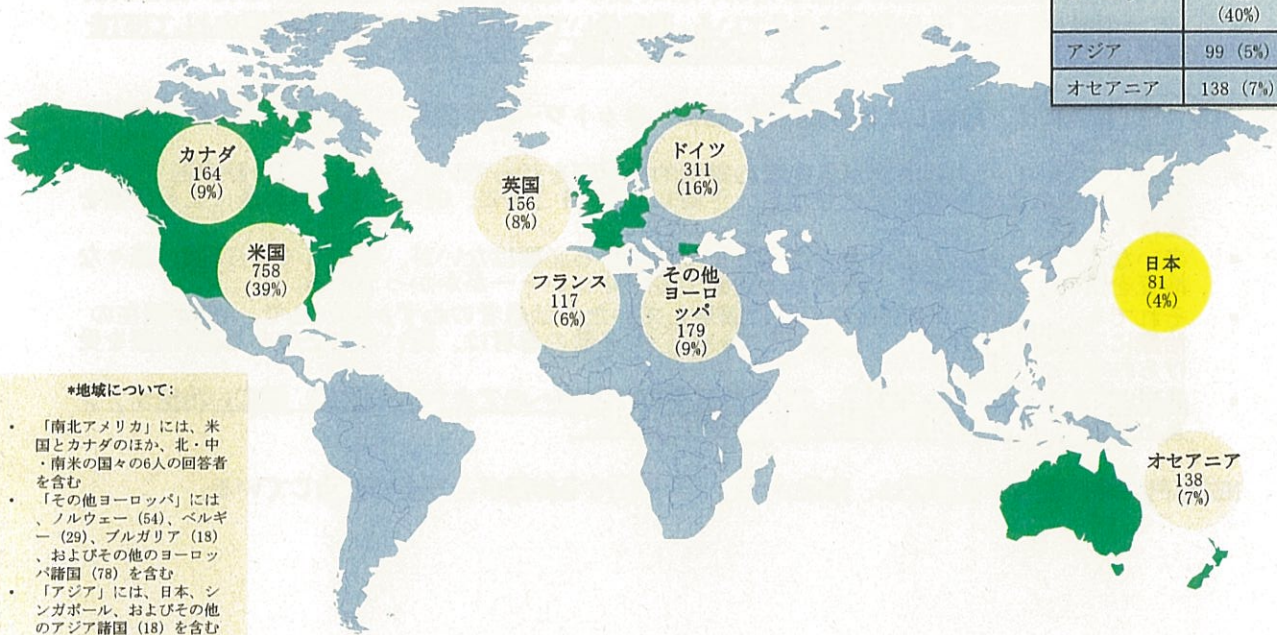 (40%)
アジア 99 (5%)
オセアニア 138 (7%)
カナダ
164
(9%)
米国
758
(39%)
英国
156
(8%)
ドイツ
311
(16%)
フランス
117
(6%)
その他
ヨーロ
ッパ
179
(9%)
日本
81
(4%)
オセアニア
138
(7%)
*地域について:
・ 「南北アメリカ」には、米
国とカナダのほか、北・中
・南米の国々の6人の回答者
を含む
・ 「その他ヨーロッパ」には
、ノルウェー (54)、ベルギ
ー (29)、ブルガリア (18)
、およびその他のヨーロッ
パ諸国 (78) を含む
・ 「アジア」には、日本、シ
ンガポール、およびその他
のアジア諸国 (18) を含む